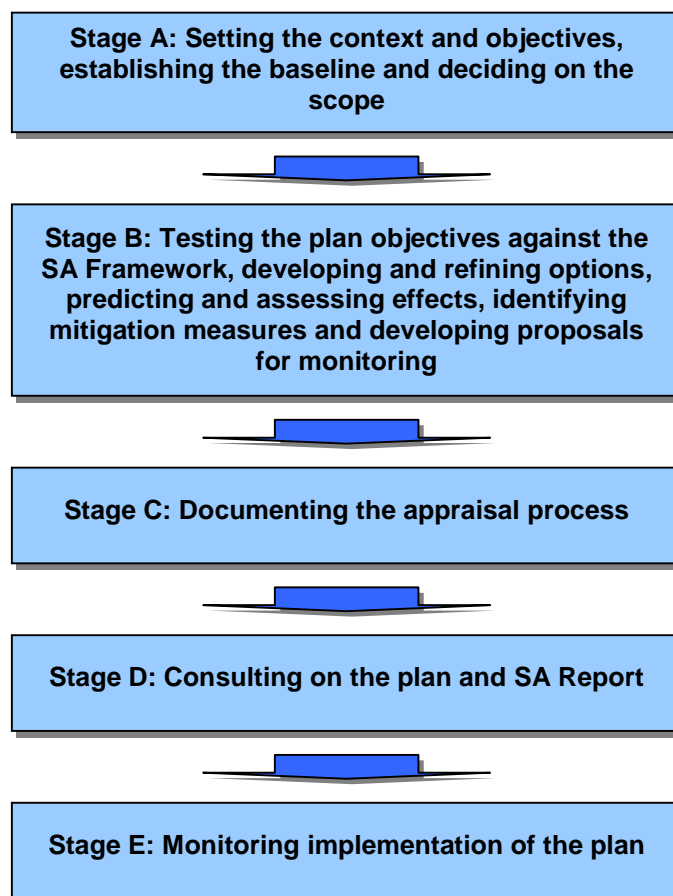 Stage A: Setting the context and objectives,
establishing the baseline and deciding on the
scope
Stage B: Testing the plan objectives against the
SA Framework, developing and refining options,
predicting and assessing effects, identifying
mitigation measures and developing proposals
for monitoring
Stage C: Documenting the appraisal process
Stage D: Consulting on the plan and SA Report
Stage E: Monitoring implementation of the plan